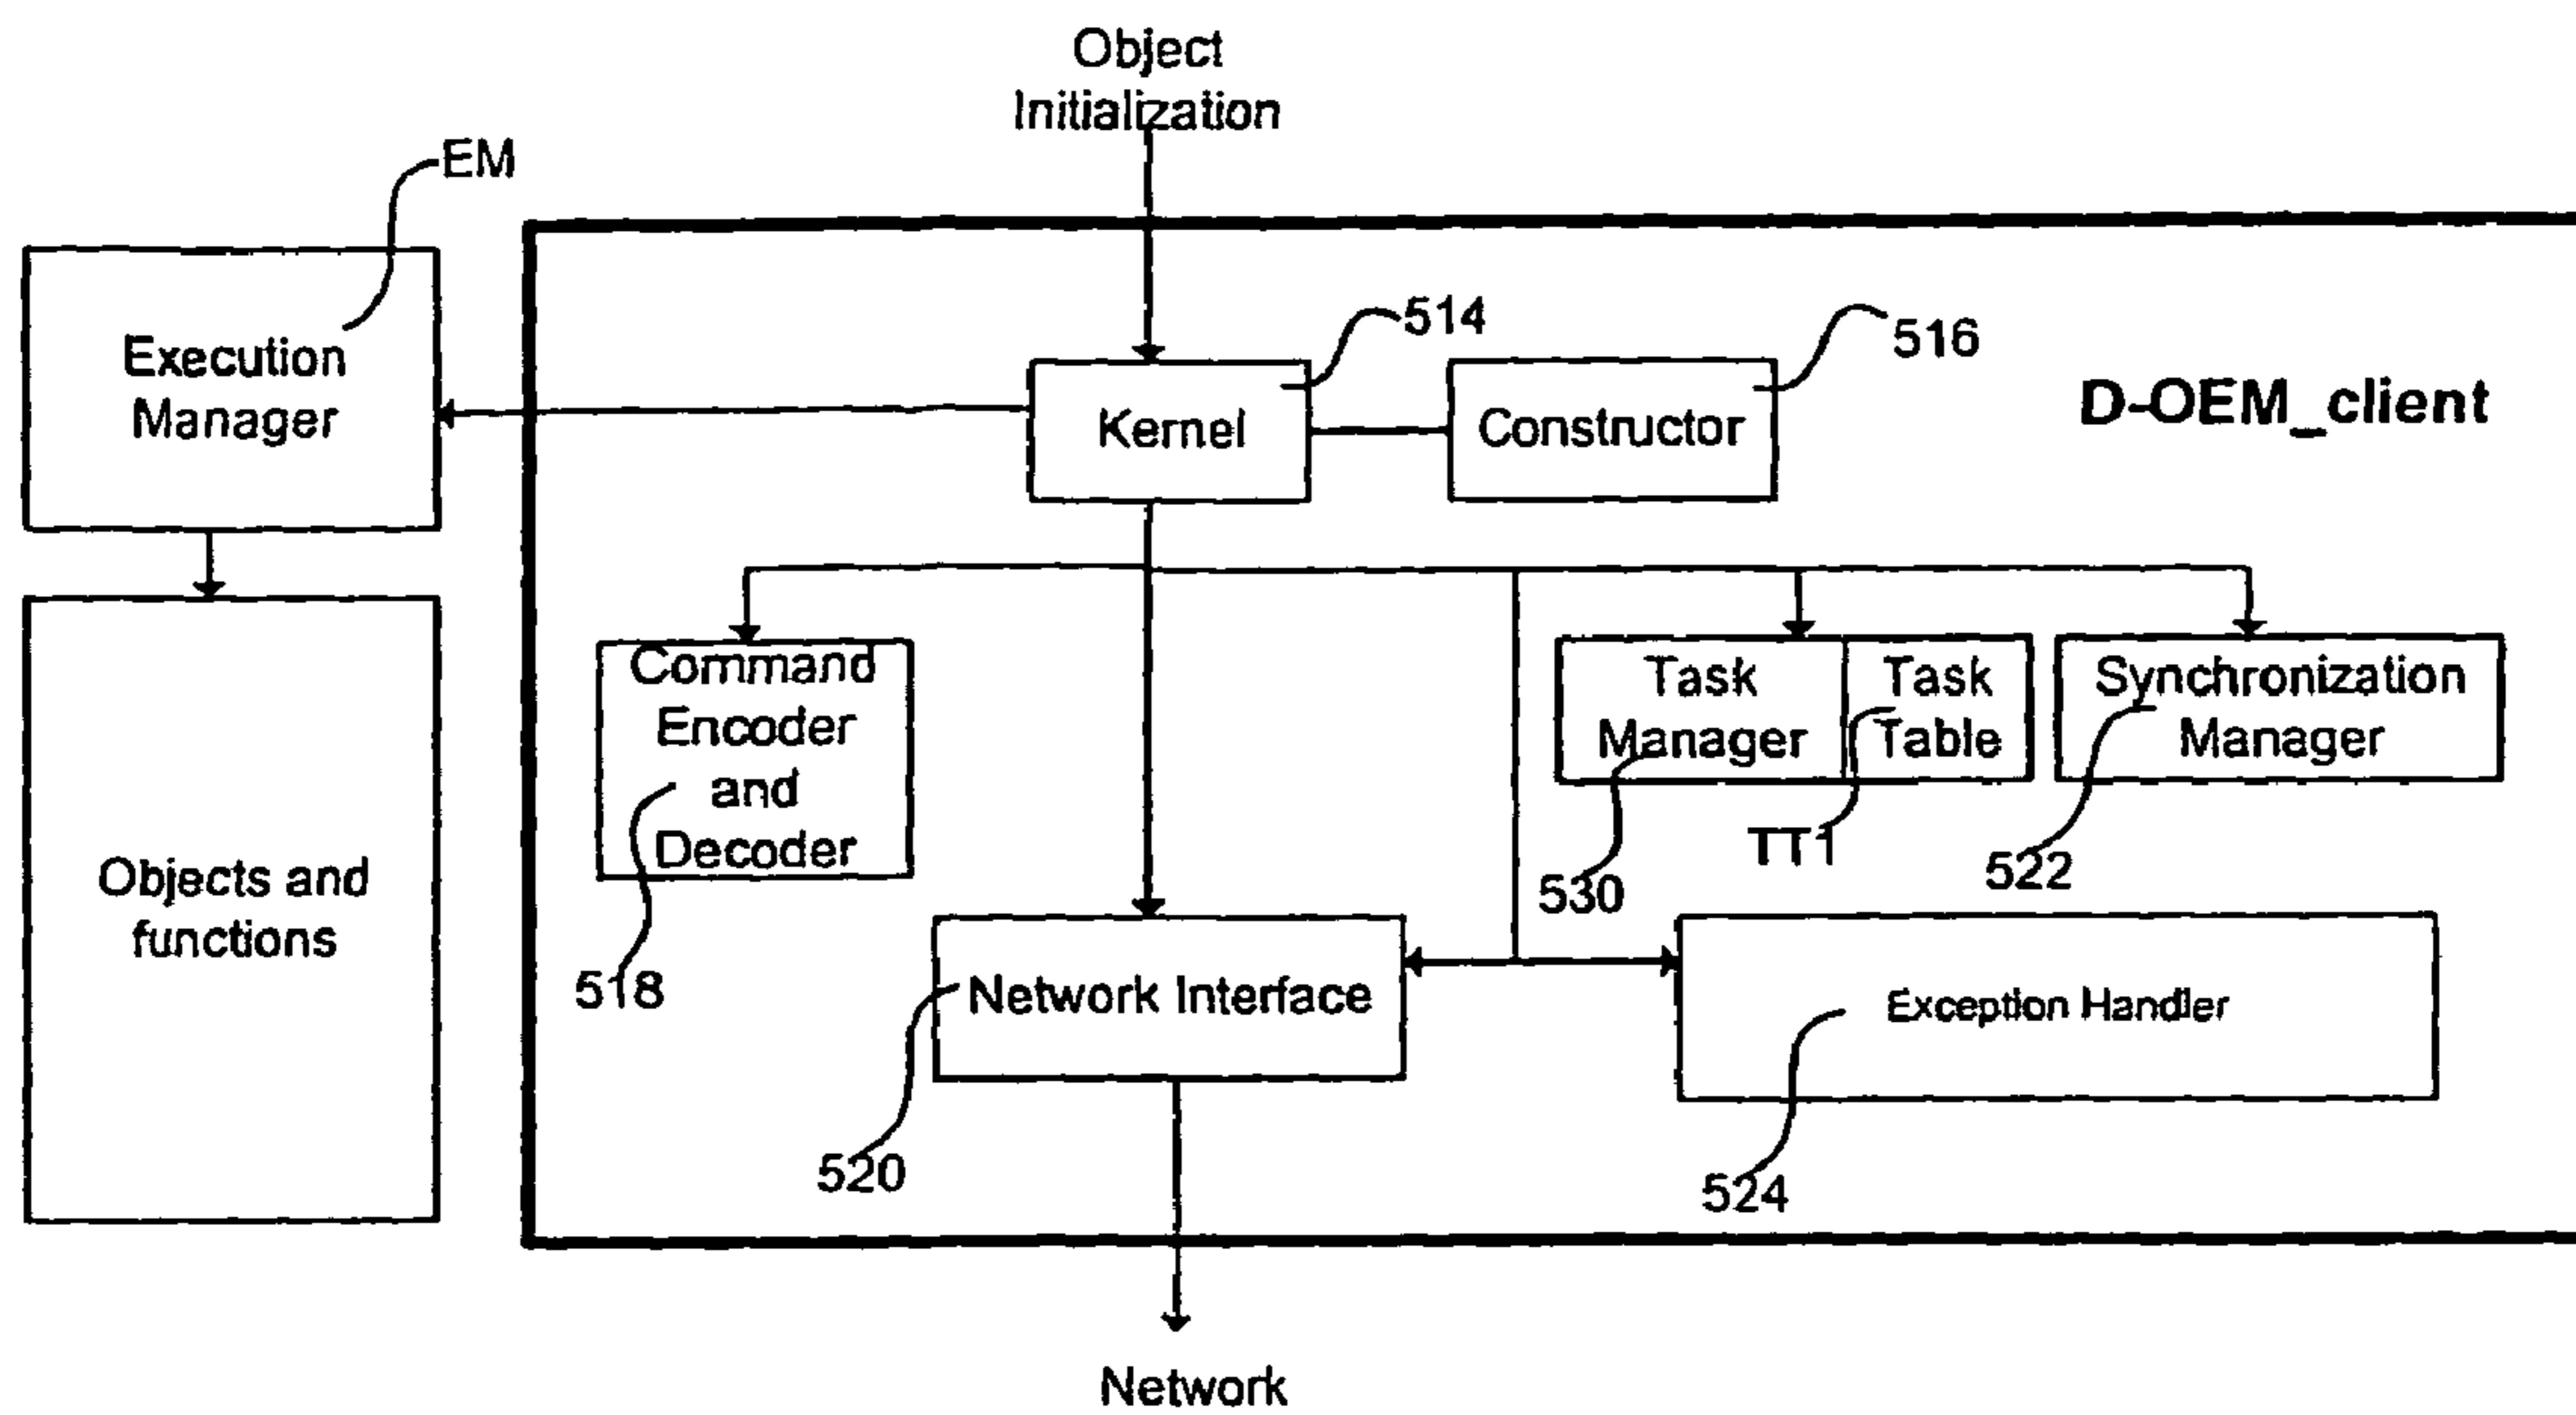 Object
Initialization
EM
Execution
Manager
514
516
Kernel
Constructor
D-OEM_client
Command
Encoder
and
Decoder
Task
Manager
Task
Table
Synchronization
Manager
TT1
530
522
Objects and
functions
518
Network Interface
Exception Handler
520
524
Network